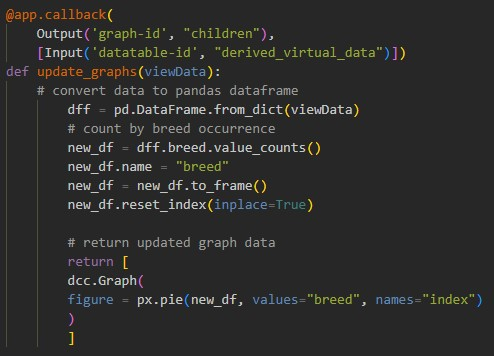 @app.callback(
    Output('graph-id', "children"),
    [Input('datatable-id', "derived_virtual_data")])
def update_graphs(viewData):
    # convert data to pandas dataframe
        dff = pd.DataFrame.from_dict(viewData)
        # count by breed occurrence
        new_df = dff.breed.value_counts()
        new_df.name = "breed"
        new_df = new_df.to_frame()
        new_df.reset_index(inplace=True)

        # return updated graph data
        return [
        dcc.Graph(
        figure = px.pie(new_df, values="breed", names="index")
        )
        ]